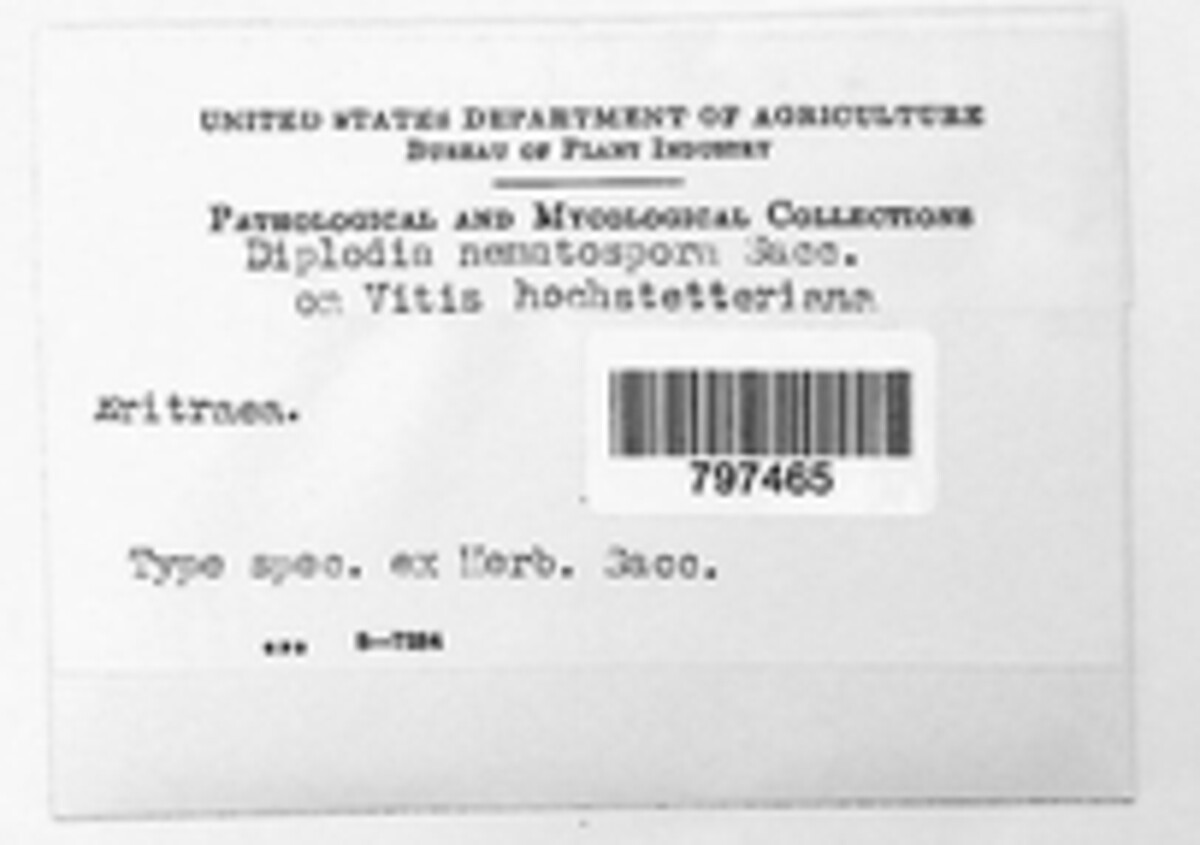 UNITED STATES DEPARTMENT OF AGRICULTURE
BUREAU OF PLANT INDUSTRY
PATHOLOGICAL AND MYCOLOGICAL COLLECTIONS
Diplodia nematospora Sacc.
on Vitis hochstetteriana
Eritraea.
797465
Type spec. ex Herb. Sacc.